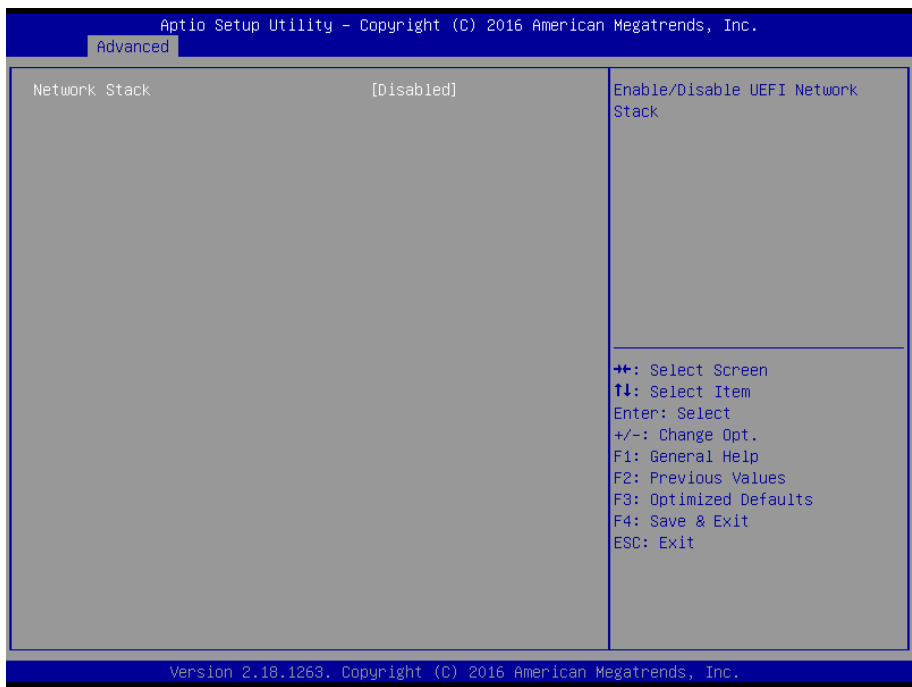 Aptio Setup Utility – Copyright (C) 2016 American Megatrends, Inc.
Advanced
Network Stack [Disabled]
Enable/Disable UEFI Network
Stack
→←: Select Screen
↑↓: Select Item
Enter: Select
+/-: Change Opt.
F1: General Help
F2: Previous Values
F3: Optimized Defaults
F4: Save & Exit
ESC: Exit
Version 2.18.1263. Copyright (C) 2016 American Megatrends, Inc.